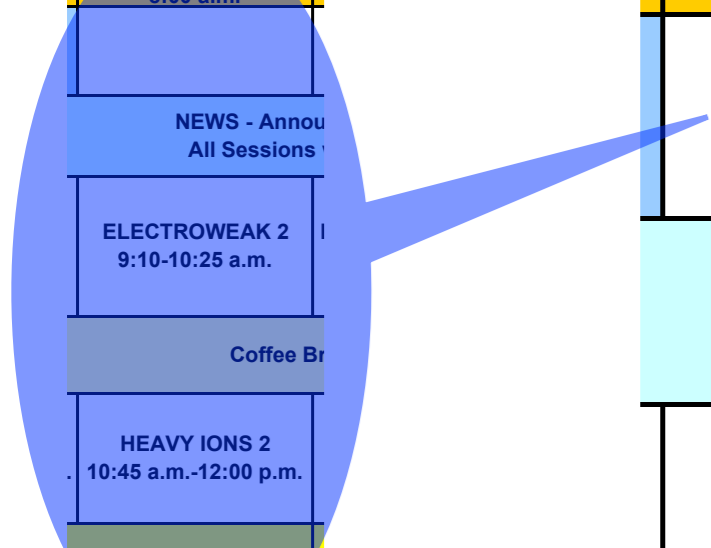 NEWS - Annou
All Sessions
ELECTROWEAK 2
9:10-10:25 a.m.
Coffee Br
HEAVY IONS 2
. 10:45 a.m.-12:00 p.m.